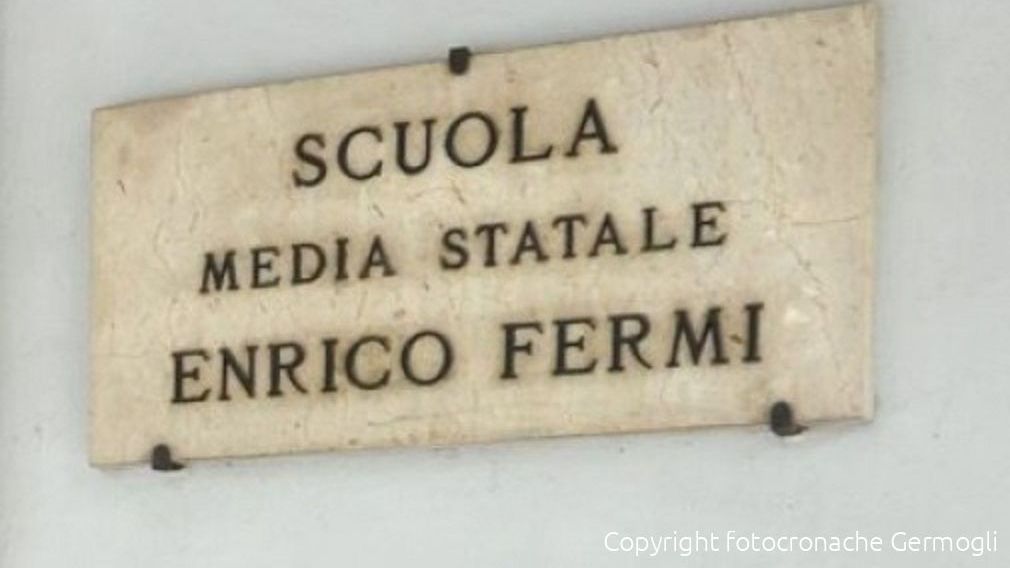 SCUOLA
MEDIA STATALE
ENRICO FERMI
Copyright fotocronache Germogli